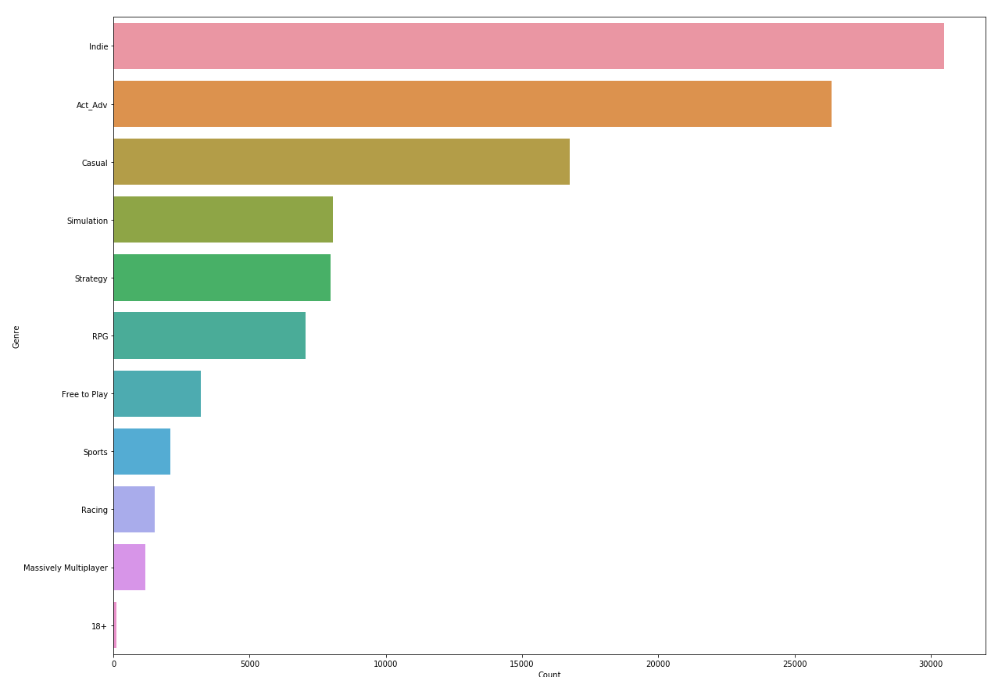 Indie
Act_Adv
Casual
Simulation
Strategy
RPG
Free to Play
Sports
Racing
Massively Multiplayer
18+
Genre
0 5000 10000 15000 20000 25000 30000
Count